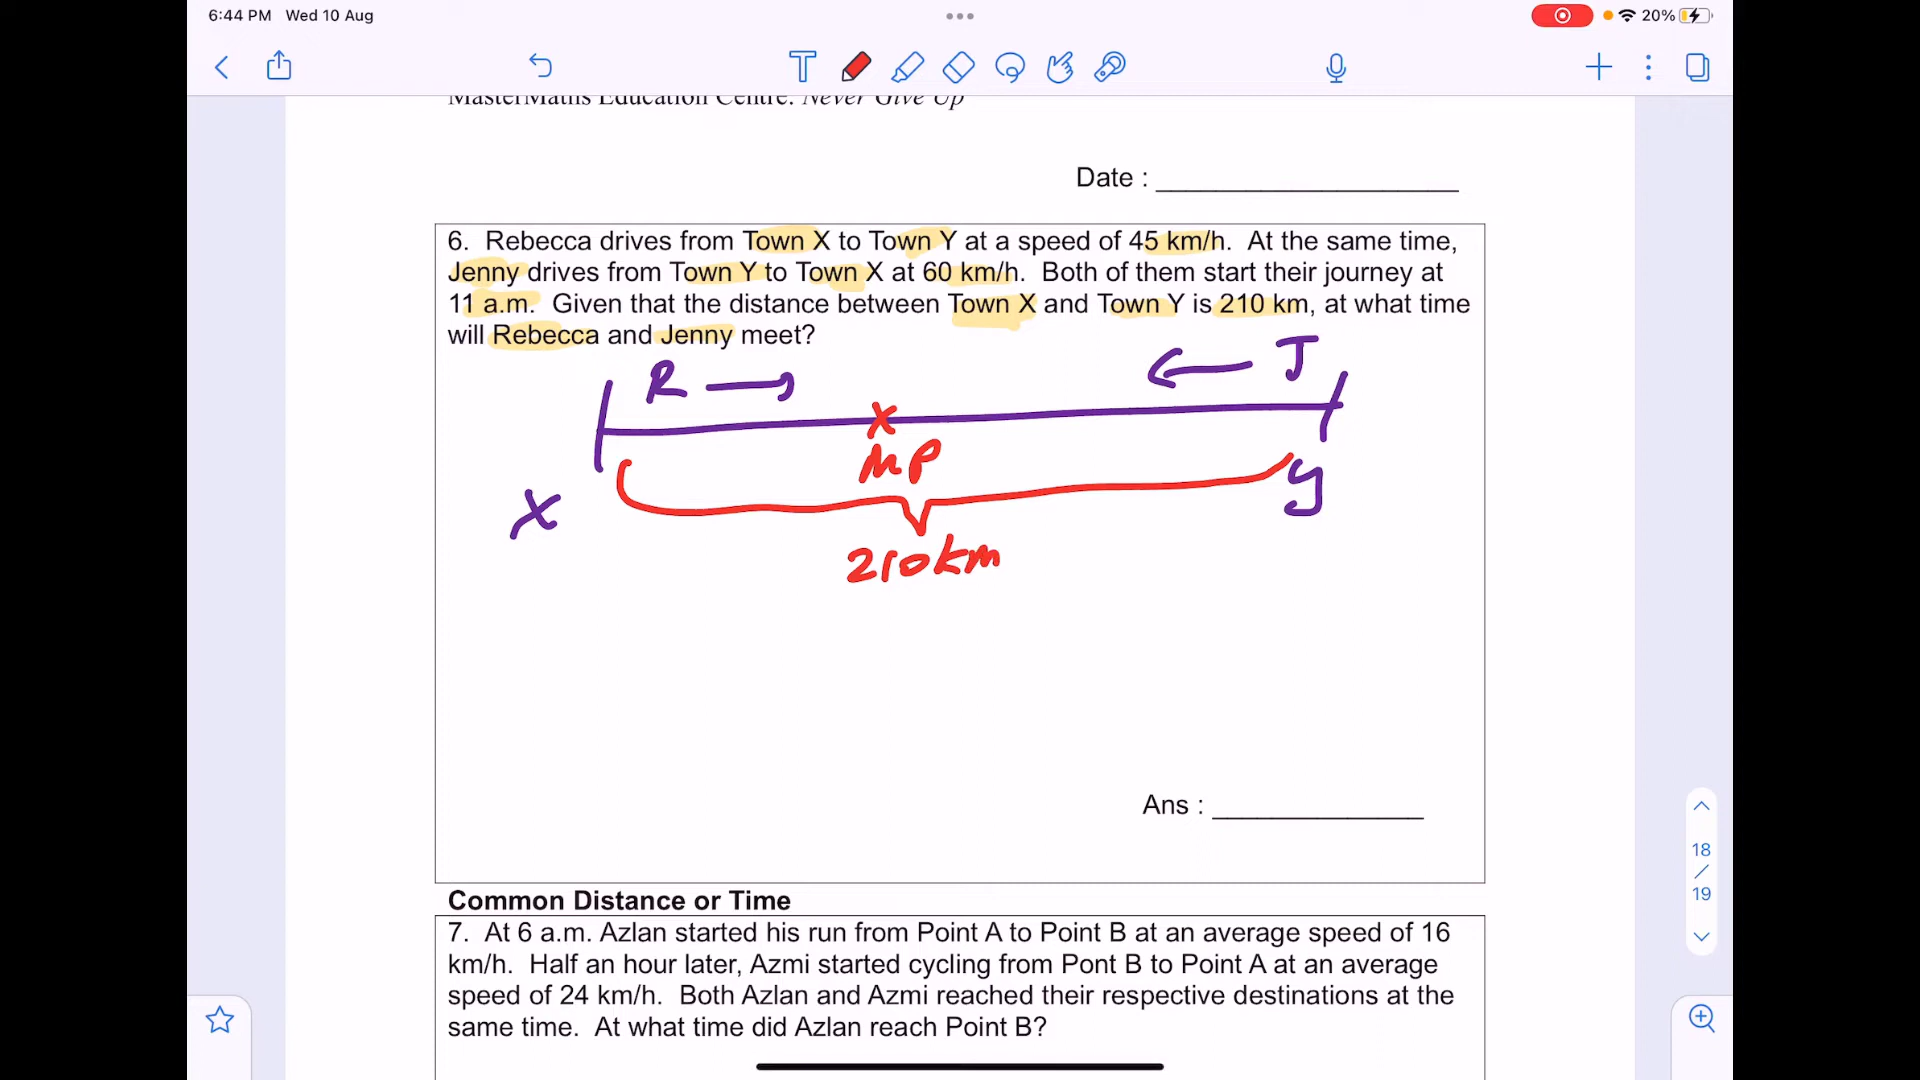 6:44 PM Wed 10 Aug
20%
MasterMaths Education Centre. Never Give Up
Date :
6. Rebecca drives from Town X to Town Y at a speed of 45 km/h. At the same time,
Jenny drives from Town Y to Town X at 60 km/h. Both of them start their journey at
11 a.m. Given that the distance between Town X and Town Y is 210 km, at what time
will Rebecca and Jenny meet?
R J
X
MP
X Y
210km
Ans :
18
/
19
Common Distance or Time
7. At 6 a.m. Azlan started his run from Point A to Point B at an average speed of 16
km/h. Half an hour later, Azmi started cycling from Pont B to Point A at an average
speed of 24 km/h. Both Azlan and Azmi reached their respective destinations at the
same time. At what time did Azlan reach Point B?